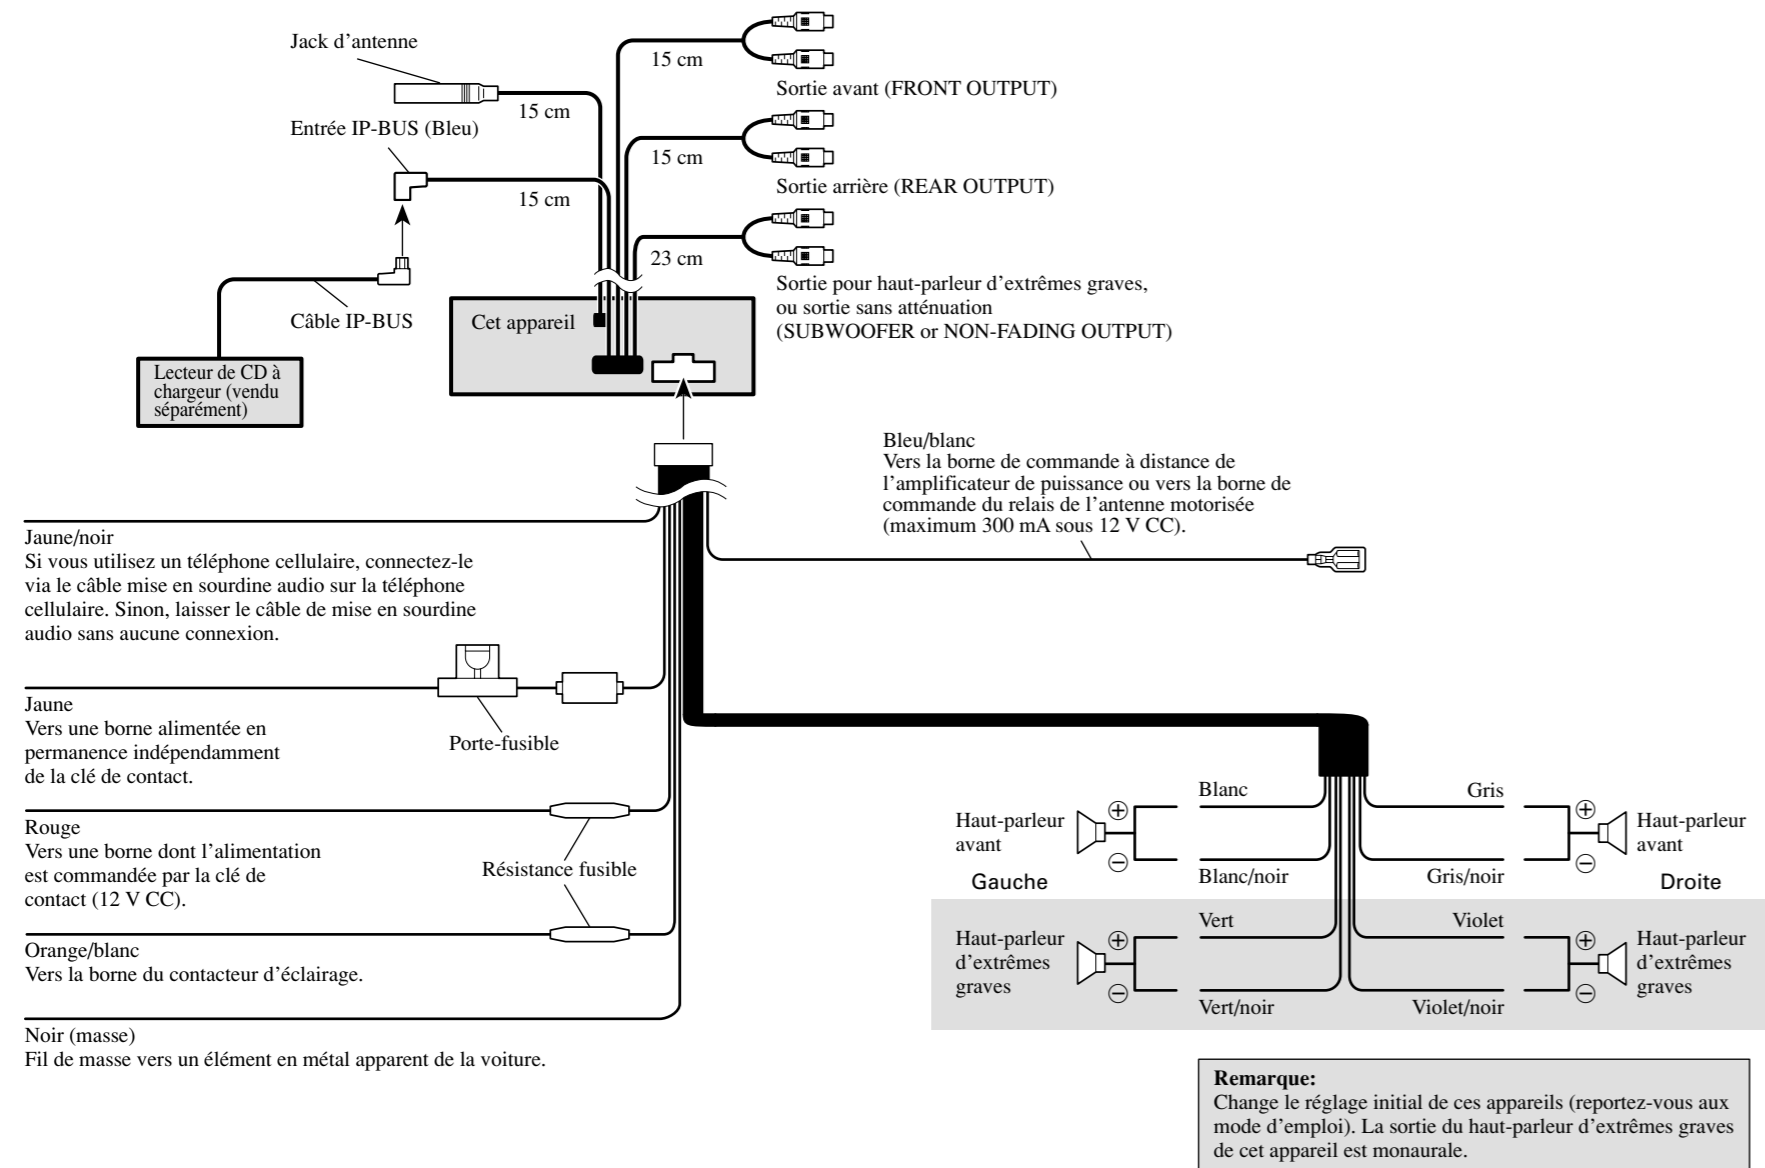 Jack d'antenne
15 cm
Entrée IP-BUS (Bleu)
15 cm
Câble IP-BUS
Lecteur de CD à
chargeur (vendu
séparément)
Cet appareil
15 cm
Sortie avant (FRONT OUTPUT)
15 cm
Sortie arrière (REAR OUTPUT)
23 cm
Sortie pour haut-parleur d'extrêmes graves,
ou sortie sans atténuation
(SUBWOOFER or NON-FADING OUTPUT)
Bleu/blanc
Vers la borne de commande à distance de
l'amplificateur de puissance ou vers la borne de
commande du relais de l'antenne motorisée
(maximum 300 mA sous 12 V CC).
Jaune/noir
Si vous utilisez un téléphone cellulaire, connectez-le
via le câble mise en sourdine audio sur la téléphone
cellulaire. Sinon, laisser le câble de mise en sourdine
audio sans aucune connexion.
Jaune
Vers une borne alimentée en
permanence indépendamment
de la clé de contact.
Porte-fusible
Rouge
Vers une borne dont l'alimentation
est commandée par la clé de
contact (12 V CC).
Résistance fusible
Orange/blanc
Vers la borne du contacteur d'éclairage.
Noir (masse)
Fil de masse vers un élément en métal apparent de la voiture.
Haut-parleur
avant
⊕
⊖
Gauche
Blanc
Blanc/noir
Gris
Gris/noir
⊕
⊖
Haut-parleur
avant
Droite
Haut-parleur
d'extrêmes
graves
⊕
⊖
Vert
Vert/noir
Violet
Violet/noir
⊕
⊖
Haut-parleur
d'extrêmes
graves
Remarque:
Change le réglage initial de ces appareils (reportez-vous aux
mode d'emploi). La sortie du haut-parleur d'extrêmes graves
de cet appareil est monaurale.